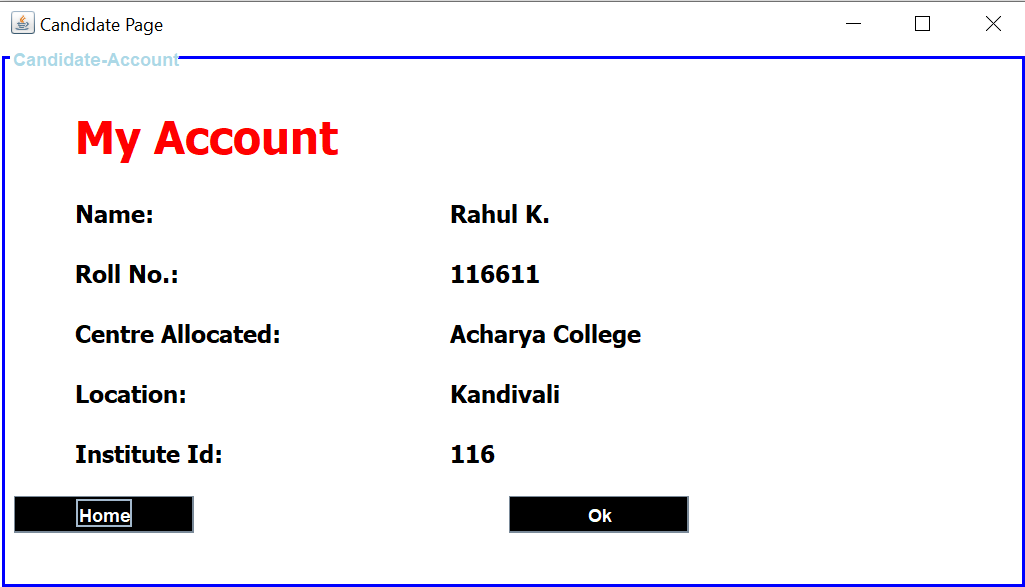 Candidate Page
Candidate-Account
My Account
Name: Rahul K.
Roll No.: 116611
Centre Allocated: Acharya College
Location: Kandivali
Institute Id: 116
Home Ok